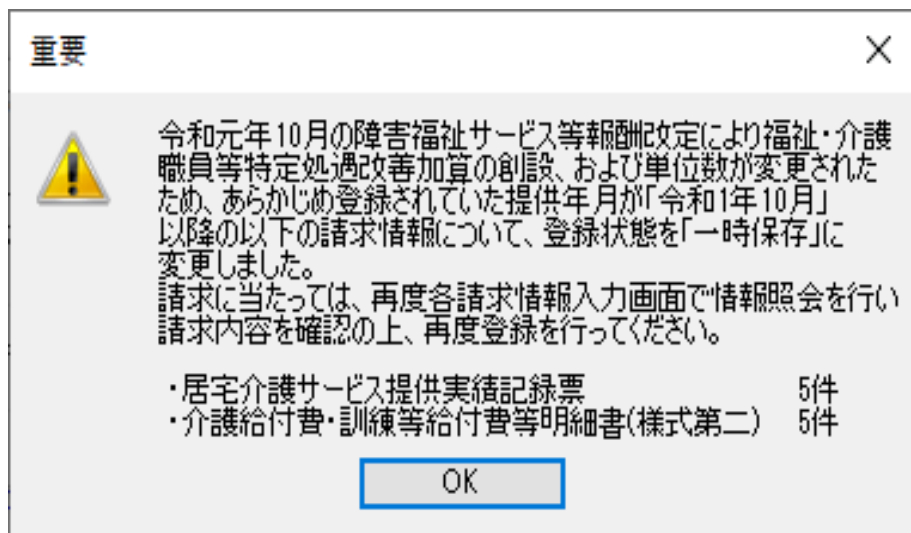 重要
令和元年10月の障害福祉サービス等報酬改定により福祉・介護
職員等特定処遇改善加算の創設、および単位数が変更された
ため、あらかじめ登録されていた提供年月が「令和1年10月」
以降の以下の請求情報について、登録状態を「一時保存」に
変更しました。
請求に当たっては、再度各請求情報入力画面で情報照会を行い
請求内容を確認の上、再度登録を行ってください。
・居宅介護サービス提供実績記録票 5件
・介護給付費・訓練等給付費等明細書(様式第二) 5件
OK